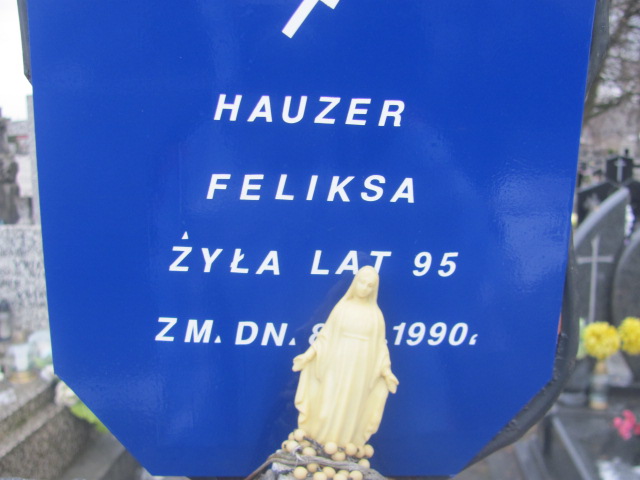 HAUZER
FELIKSA
ŻYŁA LAT 95
ZM. DN. 1990.